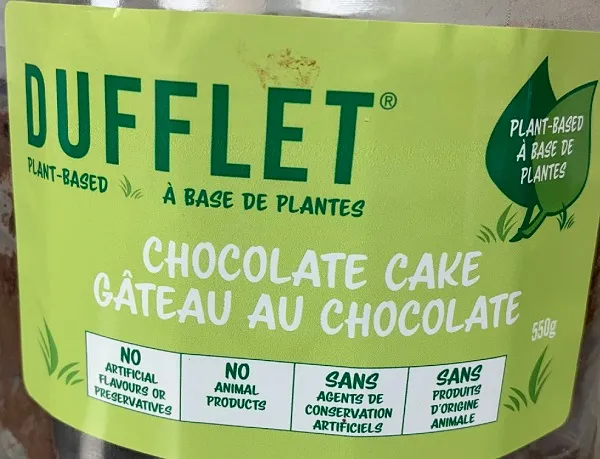 DUFFLET®
PLANT-BASED
À BASE DE PLANTES
PLANT-BASED
À BASE DE
PLANTES
CHOCOLATE CAKE
GÂTEAU AU CHOCOLATE
550g
NO
ARTIFICIAL
FLAVOURS OR
PRESERVATIVES
NO
ANIMAL
PRODUCTS
SANS
AGENTS DE
CONSERVATION
ARTIFICIELS
SANS
PRODUITS
D'ORIGINE
ANIMALE